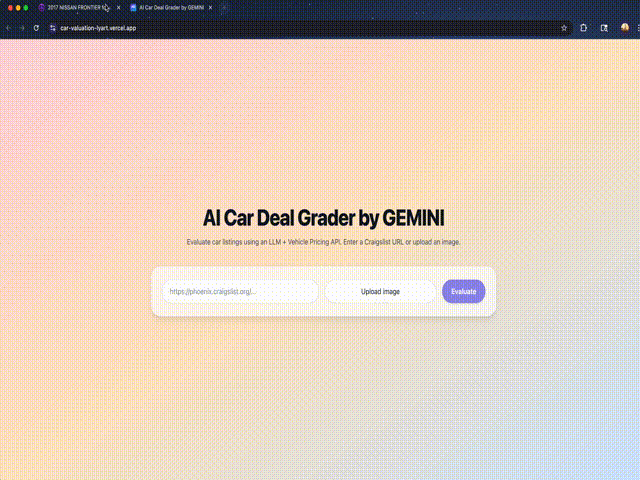 2017 NISSAN FRONTIER
AI Car Deal Grader by GEMINI
car-valuation-lyart.vercel.app
AI Car Deal Grader by GEMINI
Evaluate car listings using an LLM + Vehicle Pricing API. Enter a Craigslist URL or upload an image.
https://phoenix.craigslist.org/...
Upload image
Evaluate